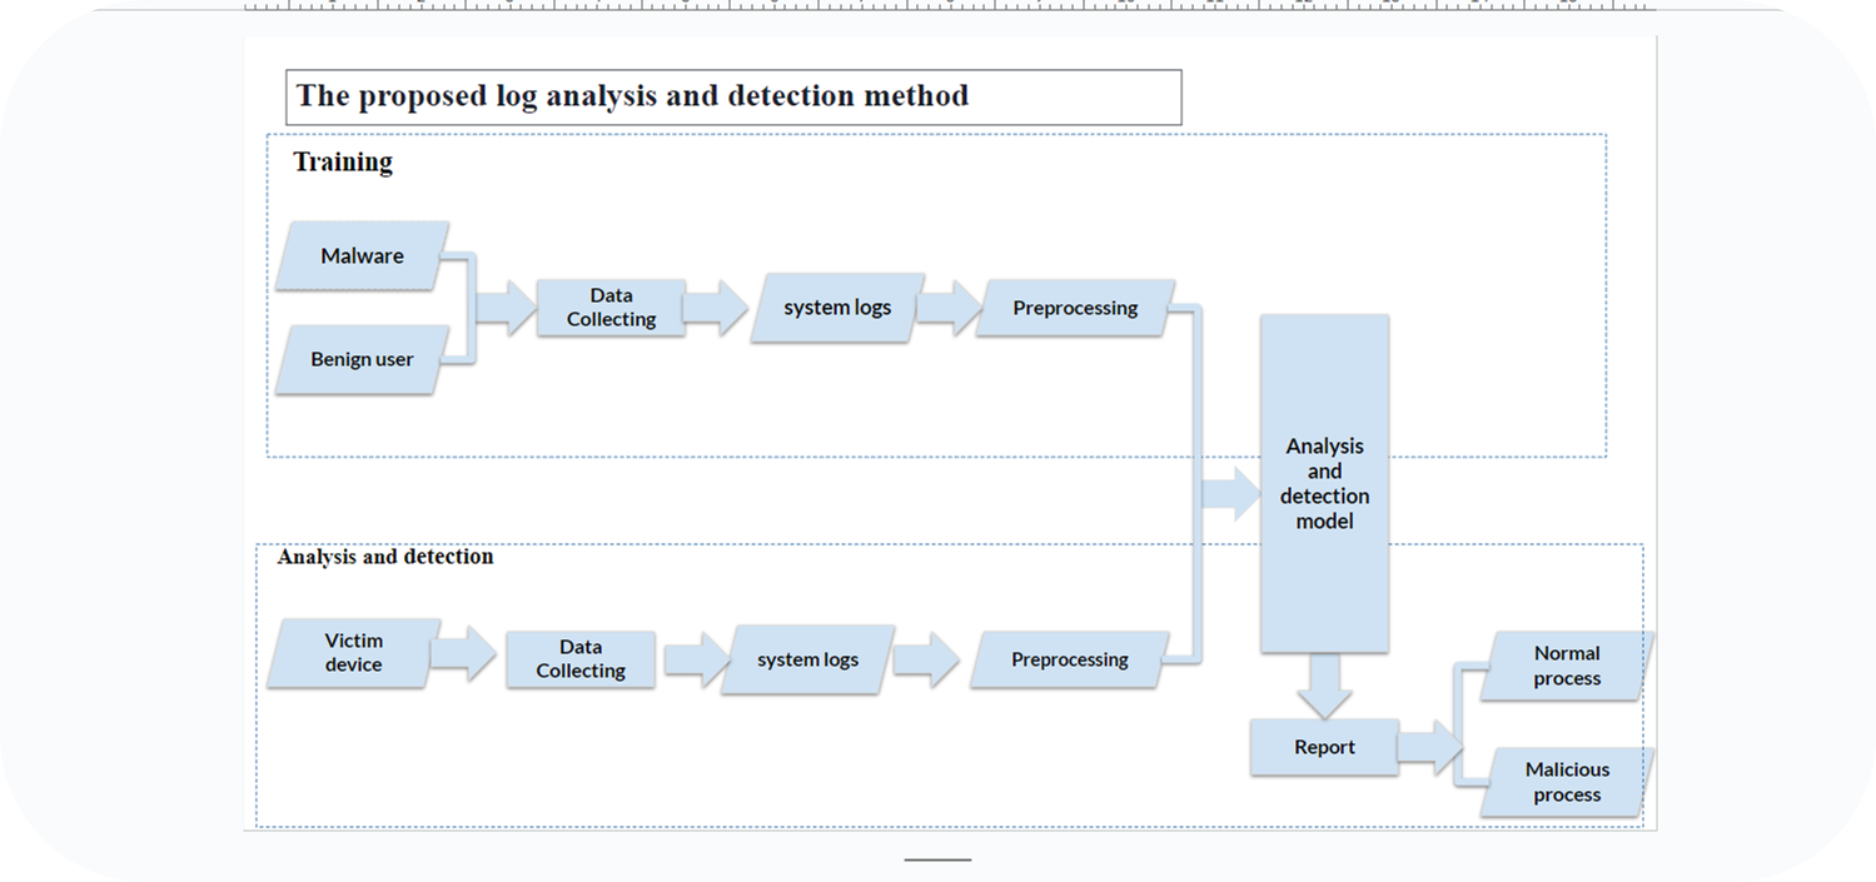 The proposed log analysis and detection method
Training
Malware
Benign user
Data
Collecting
system logs
Preprocessing
Analysis
and
detection
model
Analysis and detection
Victim
device
Data
Collecting
system logs
Preprocessing
Report
Normal
process
Malicious
process